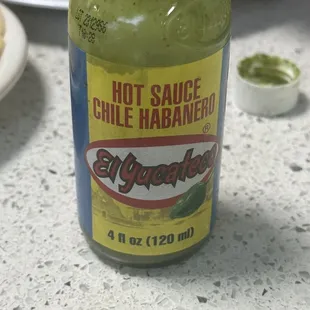 HOT SAUCE
CHILE HABANERO
®
El Yucateco
4 fl oz (120 ml)